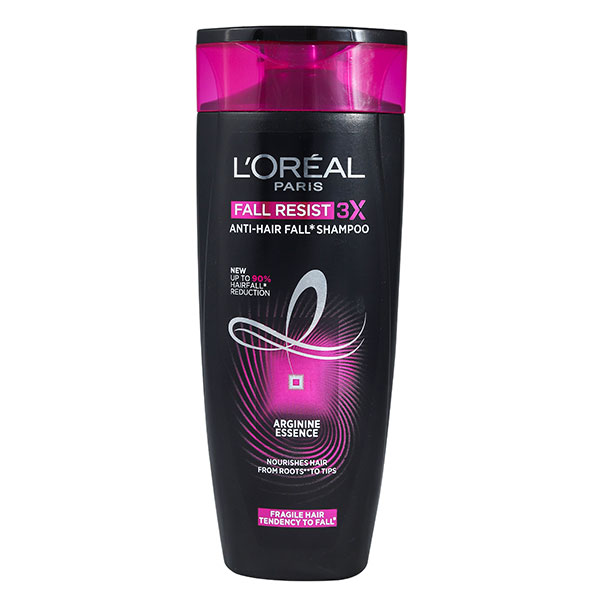 L'ORÉAL
PARIS
FALL RESIST 3X
ANTI-HAIR FALL* SHAMPOO
NEW
UP TO 90%
HAIRFALL*
REDUCTION
ARGININE
ESSENCE
NOURISHES HAIR
FROM ROOTS**TO TIPS
FRAGILE HAIR
TENDENCY TO FALL*